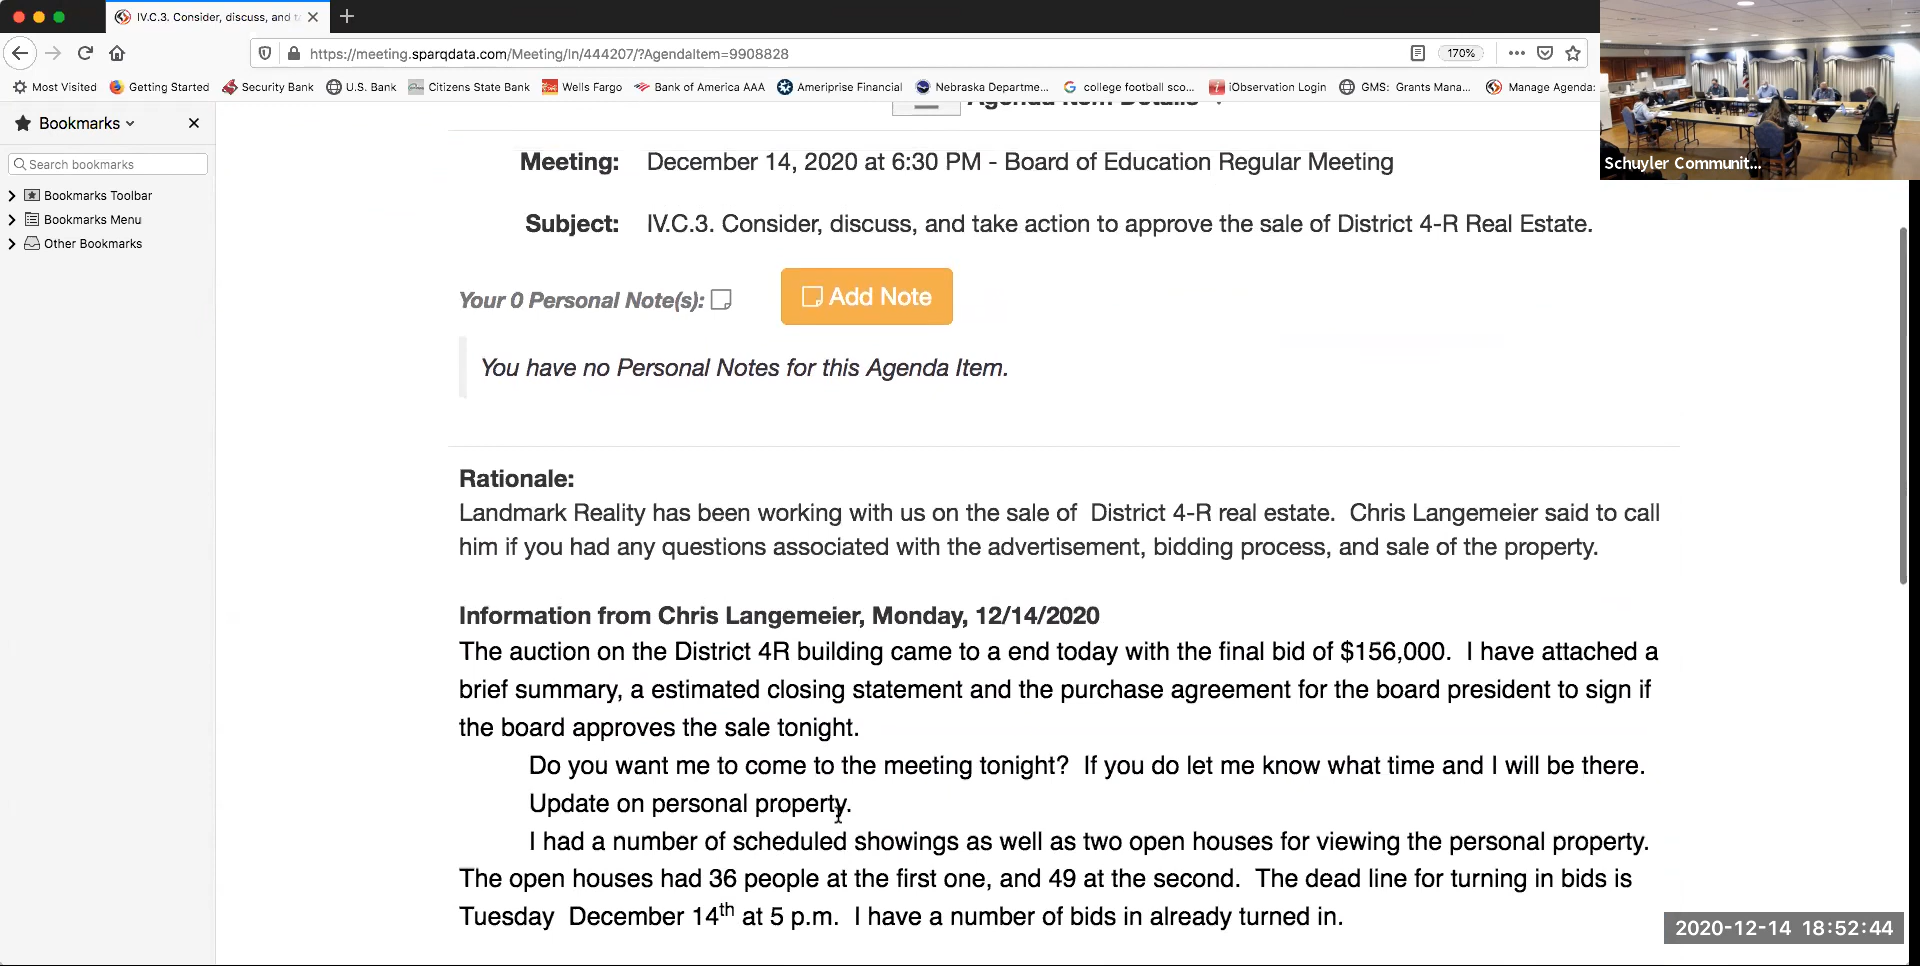 IV.C.3. Consider, discuss, and
https://meeting.sparqdata.com/Meeting/In/444207/?AgendaItem=9908828
170%
Most Visited Getting Started Security Bank U.S. Bank Citizens State Bank Wells Fargo Bank of America AAA Ameriprise Financial Nebraska Departme... college football sco... iObservation Login GMS: Grants Mana... Manage Agenda:
Schuyler Communit...
Bookmarks
Search bookmarks
Bookmarks Toolbar
Bookmarks Menu
Other Bookmarks
Agenda Item Details
Meeting: December 14, 2020 at 6:30 PM - Board of Education Regular Meeting
Subject: IV.C.3. Consider, discuss, and take action to approve the sale of District 4-R Real Estate.
Your 0 Personal Note(s): Add Note
You have no Personal Notes for this Agenda Item.
Rationale:
Landmark Reality has been working with us on the sale of District 4-R real estate. Chris Langemeier said to call
him if you had any questions associated with the advertisement, bidding process, and sale of the property.
Information from Chris Langemeier, Monday, 12/14/2020
The auction on the District 4R building came to a end today with the final bid of $156,000. I have attached a
brief summary, a estimated closing statement and the purchase agreement for the board president to sign if
the board approves the sale tonight.
Do you want me to come to the meeting tonight? If you do let me know what time and I will be there.
Update on personal property.
I had a number of scheduled showings as well as two open houses for viewing the personal property.
The open houses had 36 people at the first one, and 49 at the second. The dead line for turning in bids is
Tuesday December 14th at 5 p.m. I have a number of bids in already turned in.
2020-12-14 18:52:44